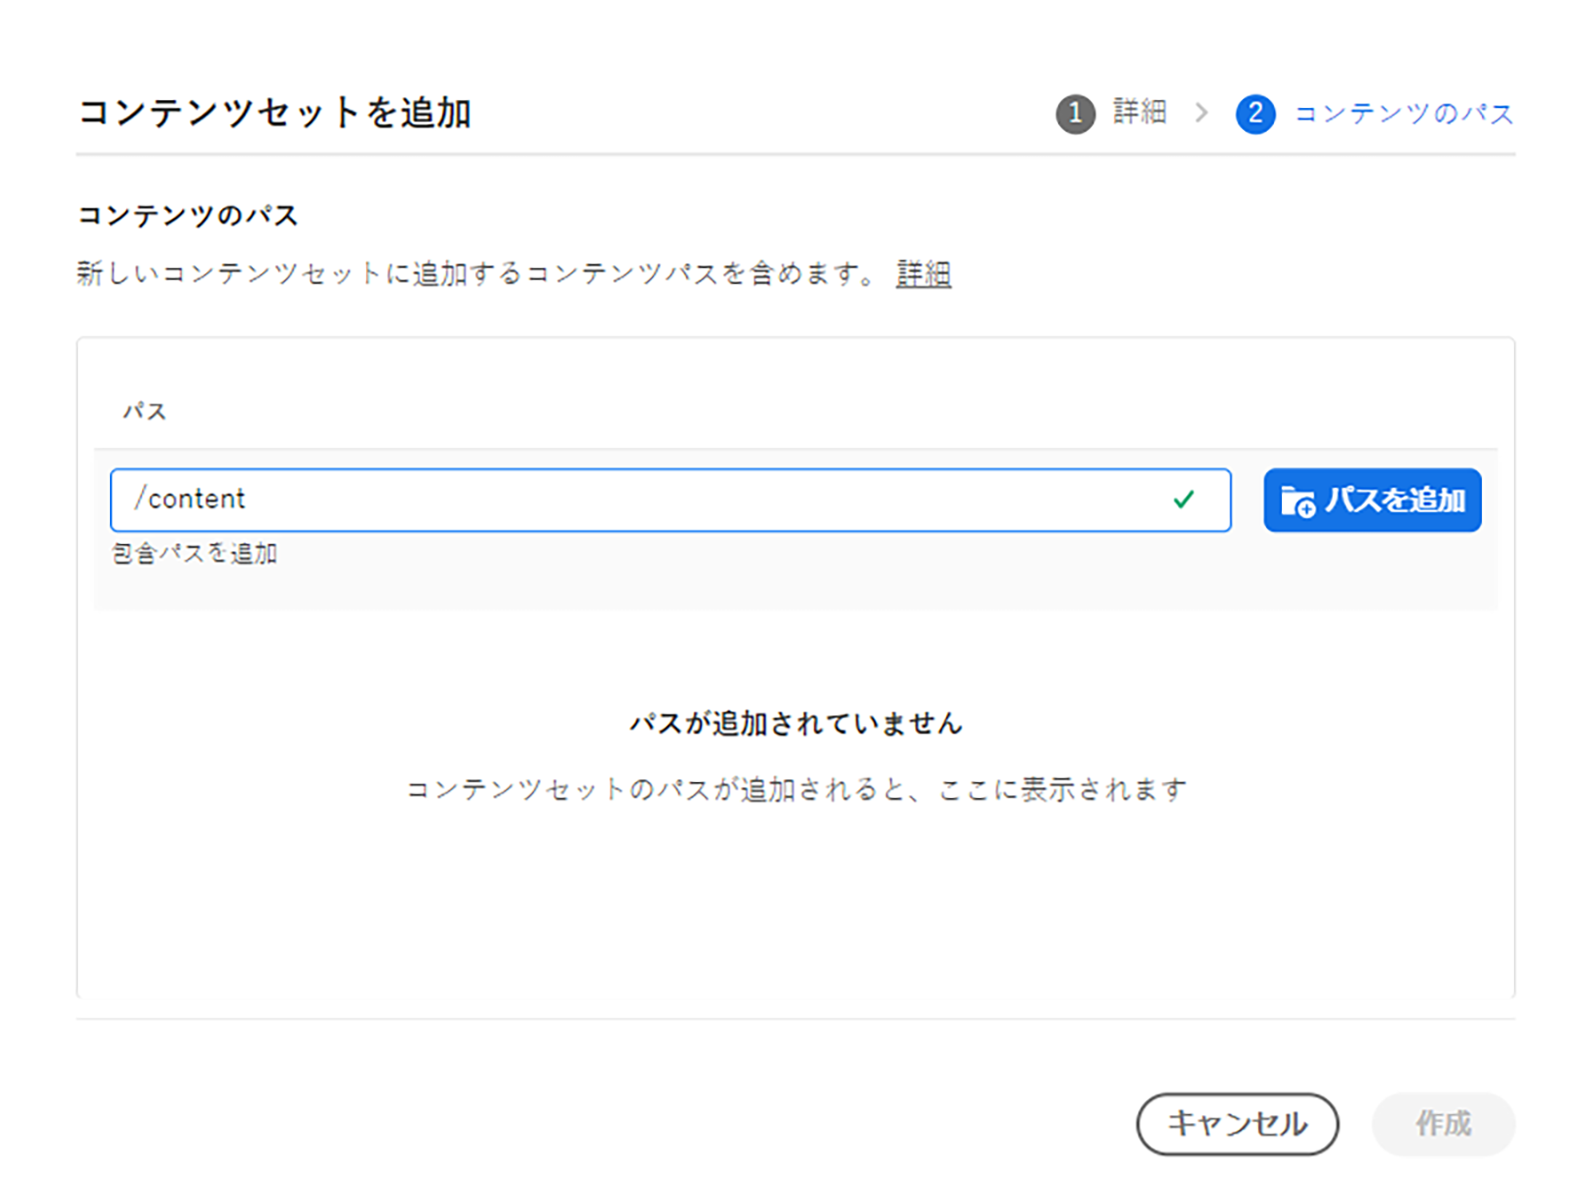 コンテンツセットを追加
1 詳細 > 2 コンテンツのパス
コンテンツのパス
新しいコンテンツセットに追加するコンテンツパスを含めます。 詳細
パス
/content
パスを追加
包含パスを追加
パスが追加されていません
コンテンツセットのパスが追加されると、ここに表示されます
キャンセル
作成